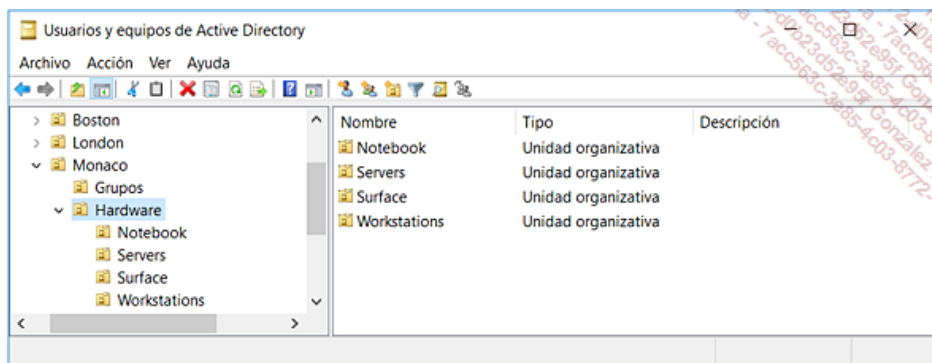 Usuarios y equipos de Active Directory
Archivo Acción Ver Ayuda
Boston
London
Monaco
Grupos
Hardware
Notebook
Servers
Surface
Workstations
Nombre Tipo Descripción
Notebook Unidad organizativa
Servers Unidad organizativa
Surface Unidad organizativa
Workstations Unidad organizativa